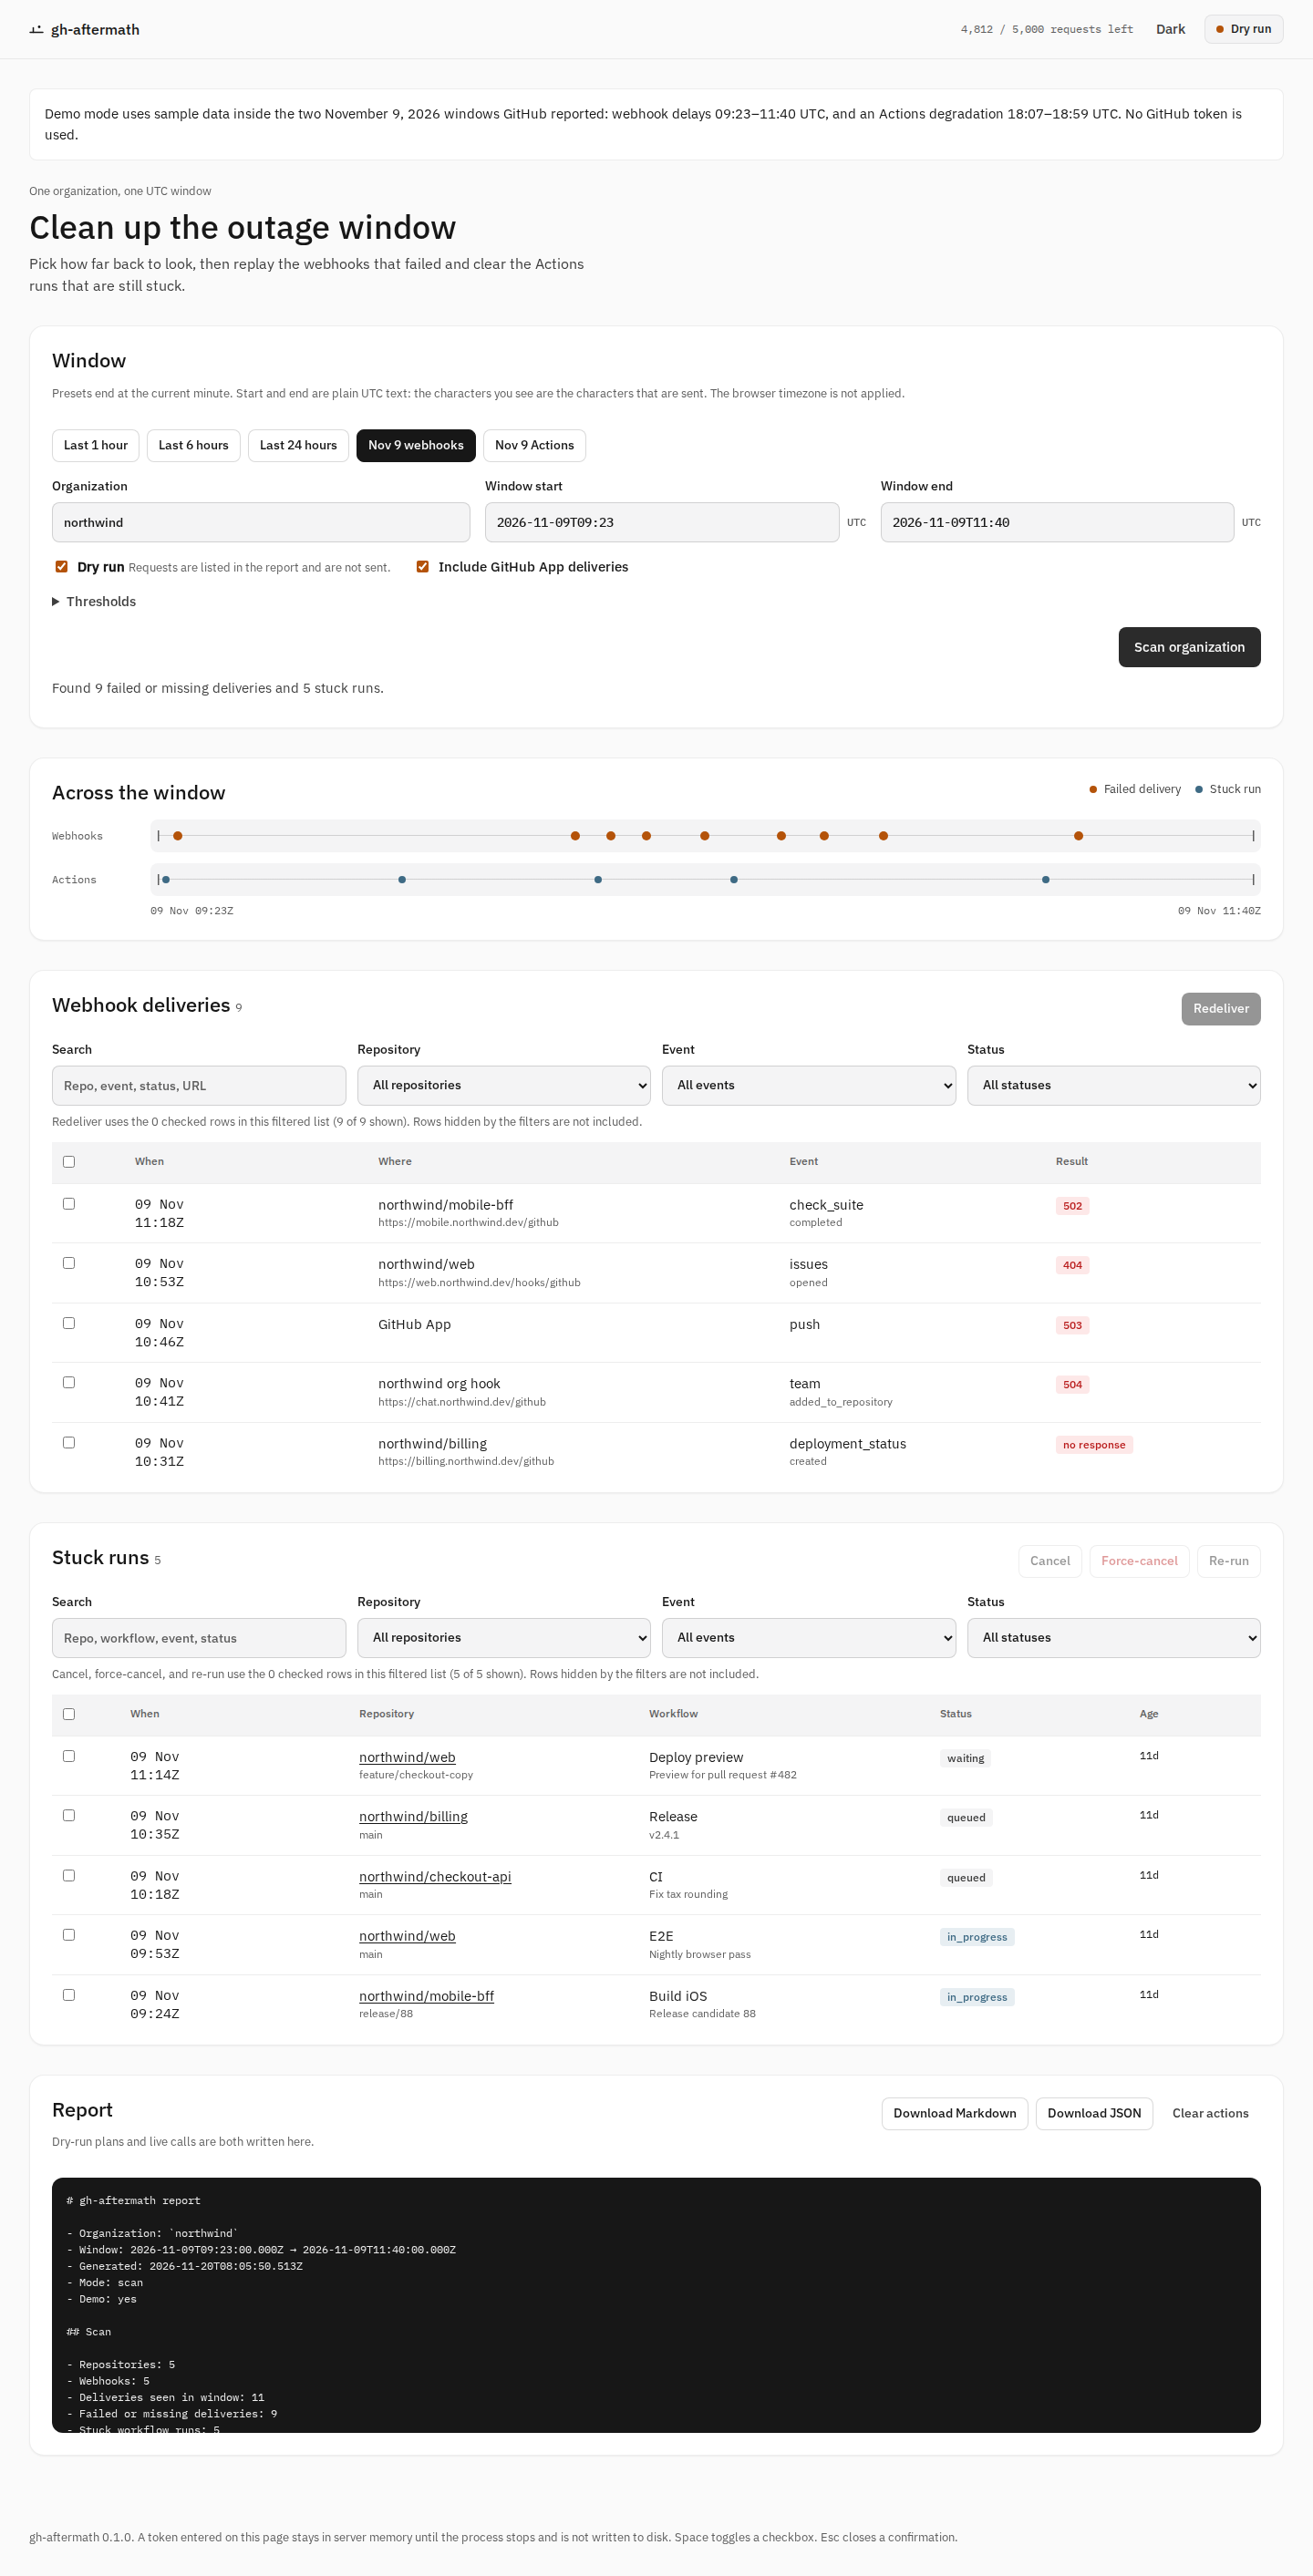 gh-aftermath
4,812 / 5,000 requests left
Dark
Dry run
Demo mode uses sample data inside the two November 9, 2026 windows GitHub reported: webhook delays 09:23–11:40 UTC, and an Actions degradation 18:07–18:59 UTC. No GitHub token is
used.
One organization, one UTC window
Clean up the outage window
Pick how far back to look, then replay the webhooks that failed and clear the Actions
runs that are still stuck.
Window
Presets end at the current minute. Start and end are plain UTC text: the characters you see are the characters that are sent. The browser timezone is not applied.
Last 1 hour
Last 6 hours
Last 24 hours
Nov 9 webhooks
Nov 9 Actions
Organization
Window start
Window end
northwind
2026-11-09T09:23
UTC
2026-11-09T11:40
UTC
Dry run Requests are listed in the report and are not sent.
Include GitHub App deliveries
Thresholds
Scan organization
Found 9 failed or missing deliveries and 5 stuck runs.
Across the window
Failed delivery
Stuck run
Webhooks
Actions
09 Nov 09:23Z
09 Nov 11:40Z
Webhook deliveries 9
Redeliver
Search
Repository
Event
Status
Repo, event, status, URL
All repositories
All events
All statuses
Redeliver uses the 0 checked rows in this filtered list (9 of 9 shown). Rows hidden by the filters are not included.
When
Where
Event
Result
09 Nov
11:18Z
northwind/mobile-bff
https://mobile.northwind.dev/github
check_suite
completed
502
09 Nov
10:53Z
northwind/web
https://web.northwind.dev/hooks/github
issues
opened
404
09 Nov
10:46Z
GitHub App
push
503
09 Nov
10:41Z
northwind org hook
https://chat.northwind.dev/github
team
added_to_repository
504
09 Nov
10:31Z
northwind/billing
https://billing.northwind.dev/github
deployment_status
created
no response
Stuck runs 5
Cancel
Force-cancel
Re-run
Search
Repository
Event
Status
Repo, workflow, event, status
All repositories
All events
All statuses
Cancel, force-cancel, and re-run use the 0 checked rows in this filtered list (5 of 5 shown). Rows hidden by the filters are not included.
When
Repository
Workflow
Status
Age
09 Nov
11:14Z
northwind/web
feature/checkout-copy
Deploy preview
Preview for pull request #482
waiting
11d
09 Nov
10:35Z
northwind/billing
main
Release
v2.4.1
queued
11d
09 Nov
10:18Z
northwind/checkout-api
main
CI
Fix tax rounding
queued
11d
09 Nov
09:53Z
northwind/web
main
E2E
Nightly browser pass
in_progress
11d
09 Nov
09:24Z
northwind/mobile-bff
release/88
Build iOS
Release candidate 88
in_progress
11d
Report
Download Markdown
Download JSON
Clear actions
Dry-run plans and live calls are both written here.
# gh-aftermath report
- Organization: `northwind`
- Window: 2026-11-09T09:23:00.000Z → 2026-11-09T11:40:00.000Z
- Generated: 2026-11-20T08:05:50.513Z
- Mode: scan
- Demo: yes
## Scan
- Repositories: 5
- Webhooks: 5
- Deliveries seen in window: 11
- Failed or missing deliveries: 9
- Stuck workflow runs: 5
gh-aftermath 0.1.0. A token entered on this page stays in server memory until the process stops and is not written to disk. Space toggles a checkbox. Esc closes a confirmation.